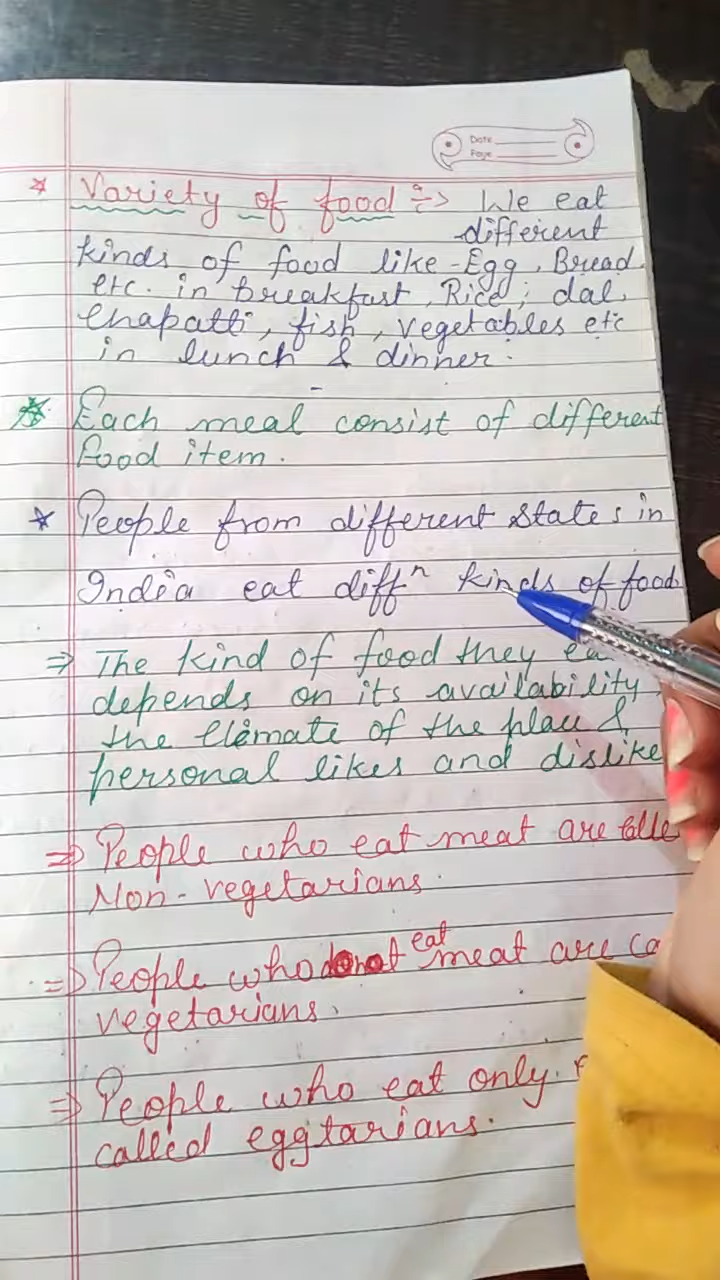 Date
Page
* Variety of food ÷> We eat
different
kinds of food like - Egg, Bread
etc. in breakfast, Rice, dal,
Chapatti, fish, vegetables etc
in lunch & dinner.
* Each meal consist of different
food item.
* People from different states in
India eat diffⁿ kinds of food
⇒ The kind of food they ea
depends on its availability
the climate of the place &
personal likes and dislike
⇒ People who eat meat are
Non-vegetarians.
⇒ People who donot eat meat are ca
vegetarians.
⇒ People who eat only
called eggtarians.